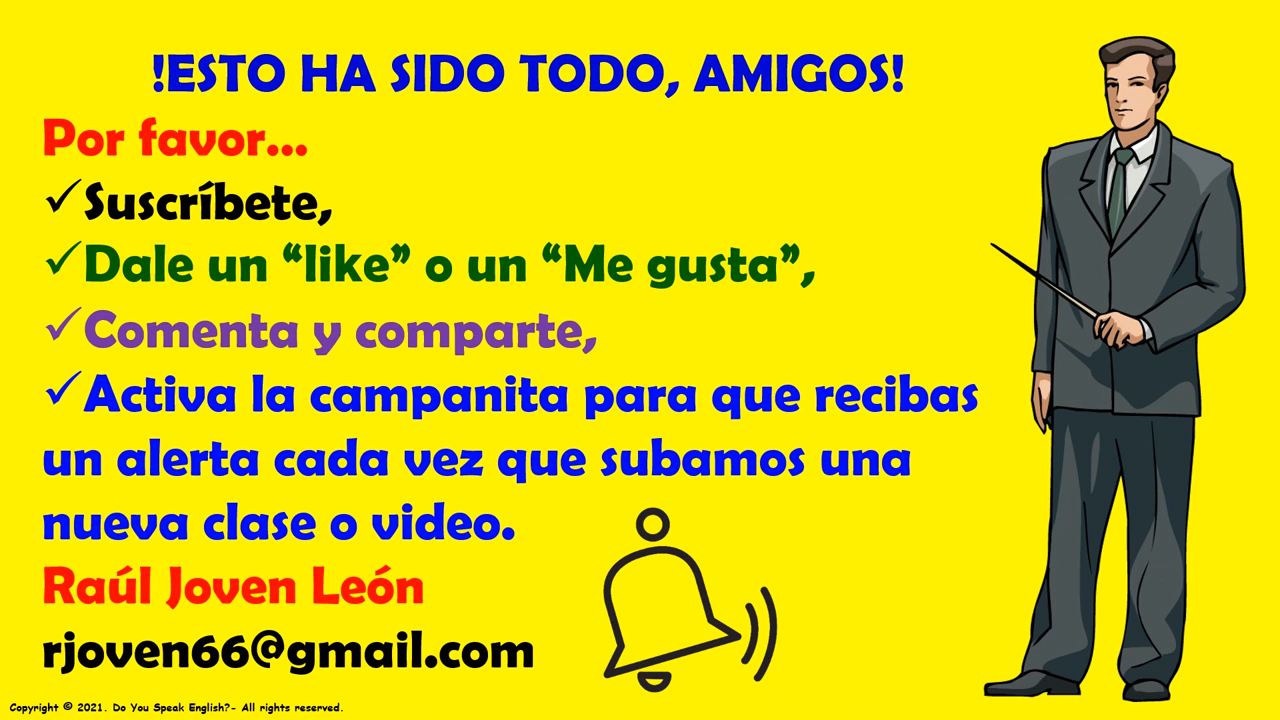 !ESTO HA SIDO TODO, AMIGOS!
Por favor...
✓Suscríbete,
✓Dale un “like” o un “Me gusta”,
✓Comenta y comparte,
✓Activa la campanita para que recibas
un alerta cada vez que subamos una
nueva clase o video.
Raúl Joven León
rjoven66@gmail.com
Copyright © 2021. Do You Speak English?- All rights reserved.